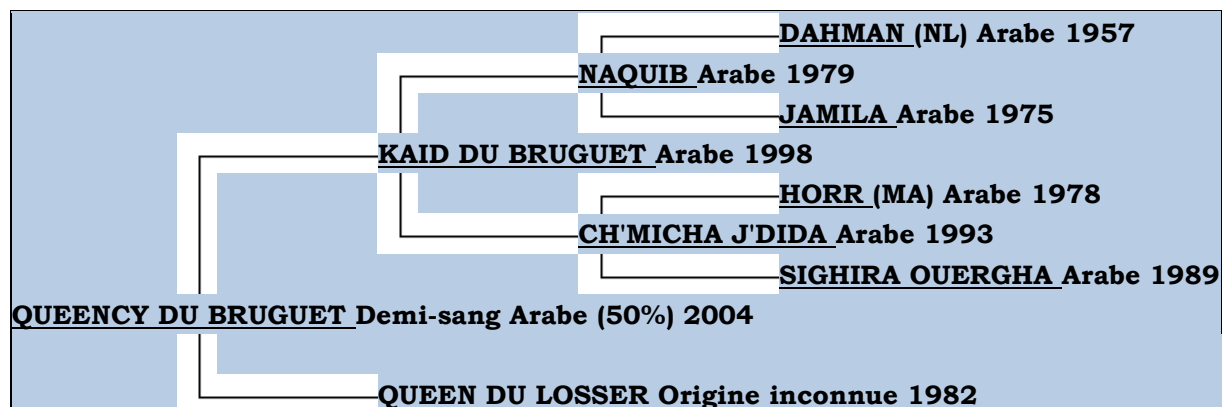 DAHMAN (NL) Arabe 1957
NAQUIB Arabe 1979
JAMILA Arabe 1975
KAID DU BRUGUET Arabe 1998
HORR (MA) Arabe 1978
CH'MICHA J'DIDA Arabe 1993
SIGHIRA OUERGHA Arabe 1989
QUEENCY DU BRUGUET Demi-sang Arabe (50%) 2004
QUEEN DU LOSSER Origine inconnue 1982